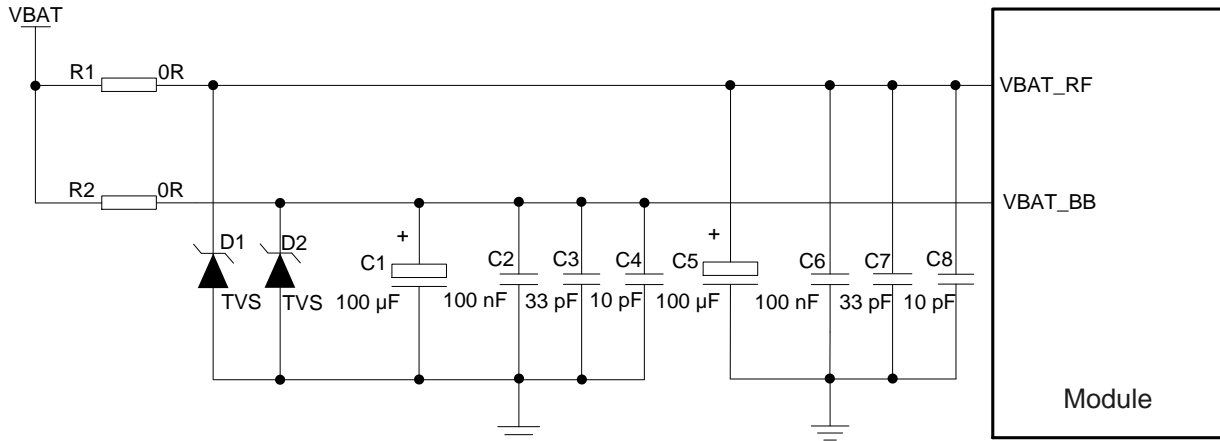 VBAT
R1 0R
VBAT_RF
R2 0R
VBAT_BB
D1 D2
+ +
C1 C2 C3 C4 C5 C6 C7 C8
TVS TVS 100 µF 100 nF 33 pF 10 pF 100 µF 100 nF 33 pF 10 pF
Module